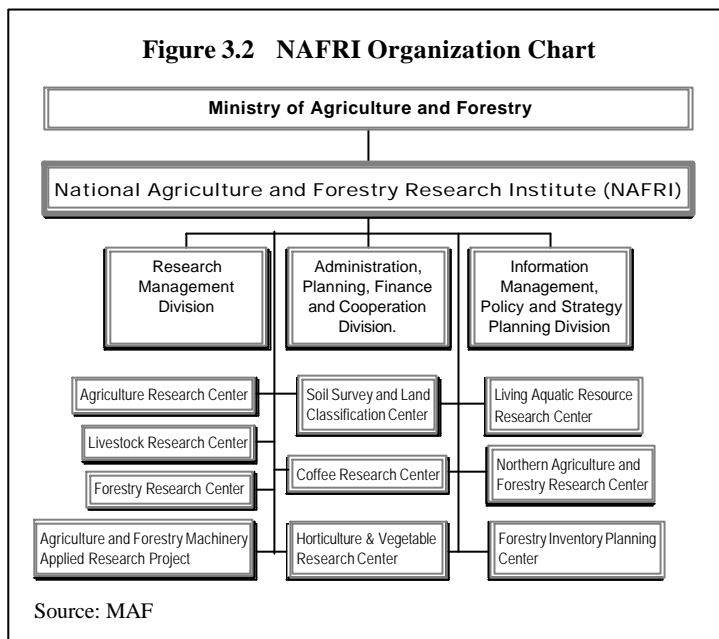 Figure 3.2 NAFRI Organization Chart
Ministry of Agriculture and Forestry
National Agriculture and Forestry Research Institute (NAFRI)
Research
Management
Division
Administration,
Planning, Finance
and Cooperation
Division.
Information
Management,
Policy and Strategy
Planning Division
Agriculture Research Center
Soil Survey and Land
Classification Center
Living Aquatic Resource
Research Center
Livestock Research Center
Coffee Research Center
Northern Agriculture and
Forestry Research Center
Forestry Research Center
Agriculture and Forestry Machinery
Applied Research Project
Horticulture & Vegetable
Research Center
Forestry Inventory Planning
Center
Source: MAF